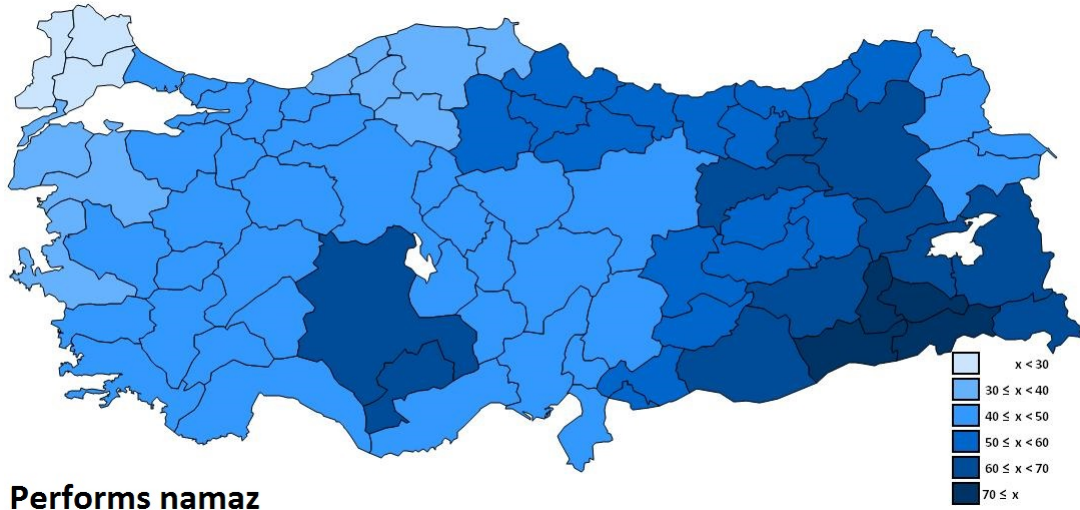 x < 30
30 ≤ x < 40
40 ≤ x < 50
50 ≤ x < 60
60 ≤ x < 70
70 ≤ x
Performs namaz